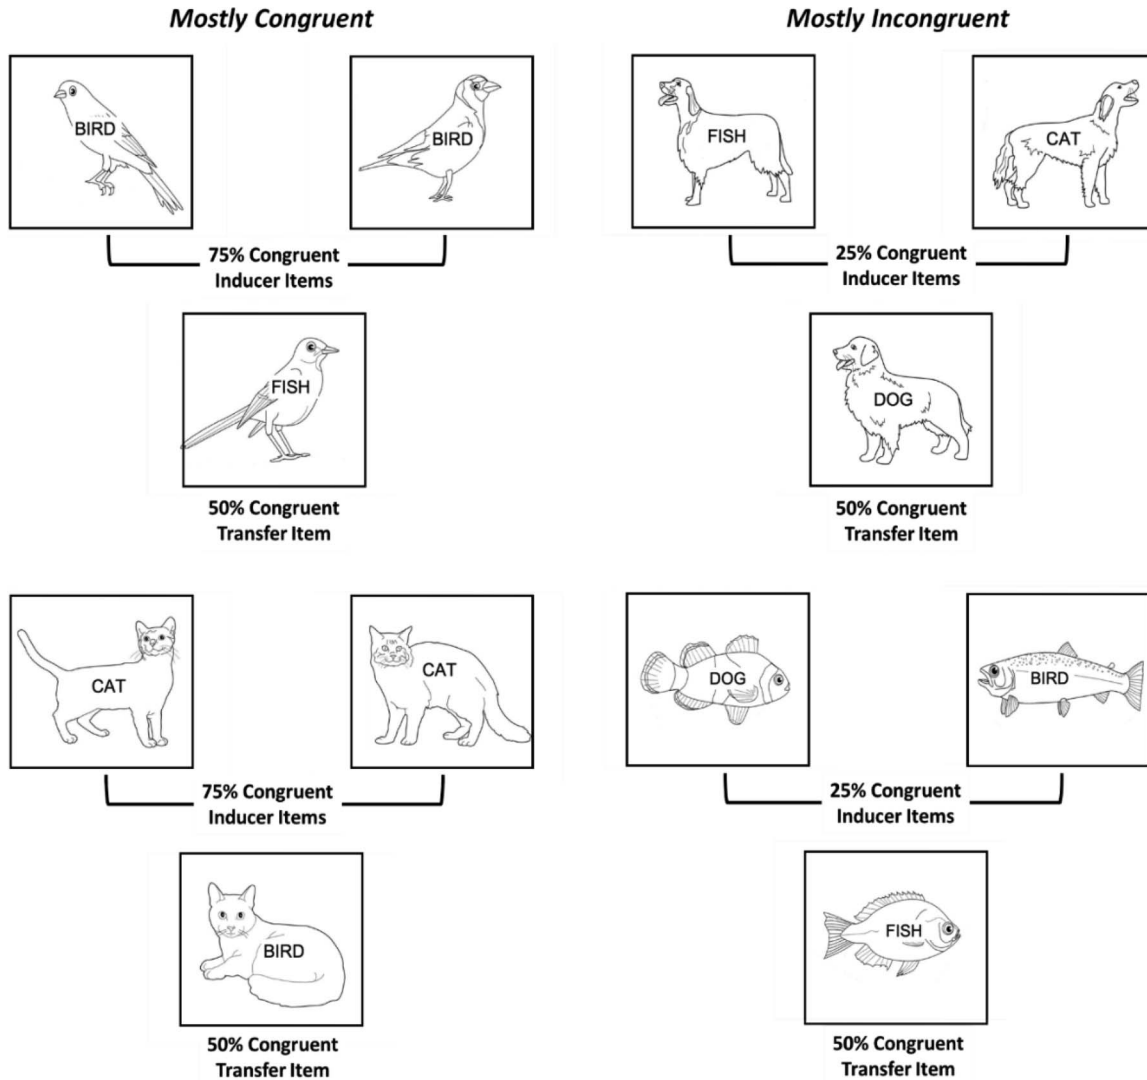 Mostly Congruent
Mostly Incongruent
BIRD
BIRD
FISH
CAT
75% Congruent
Inducer Items
25% Congruent
Inducer Items
FISH
DOG
50% Congruent
Transfer Item
50% Congruent
Transfer Item
CAT
CAT
DOG
BIRD
75% Congruent
Inducer Items
25% Congruent
Inducer Items
BIRD
FISH
50% Congruent
Transfer Item
50% Congruent
Transfer Item